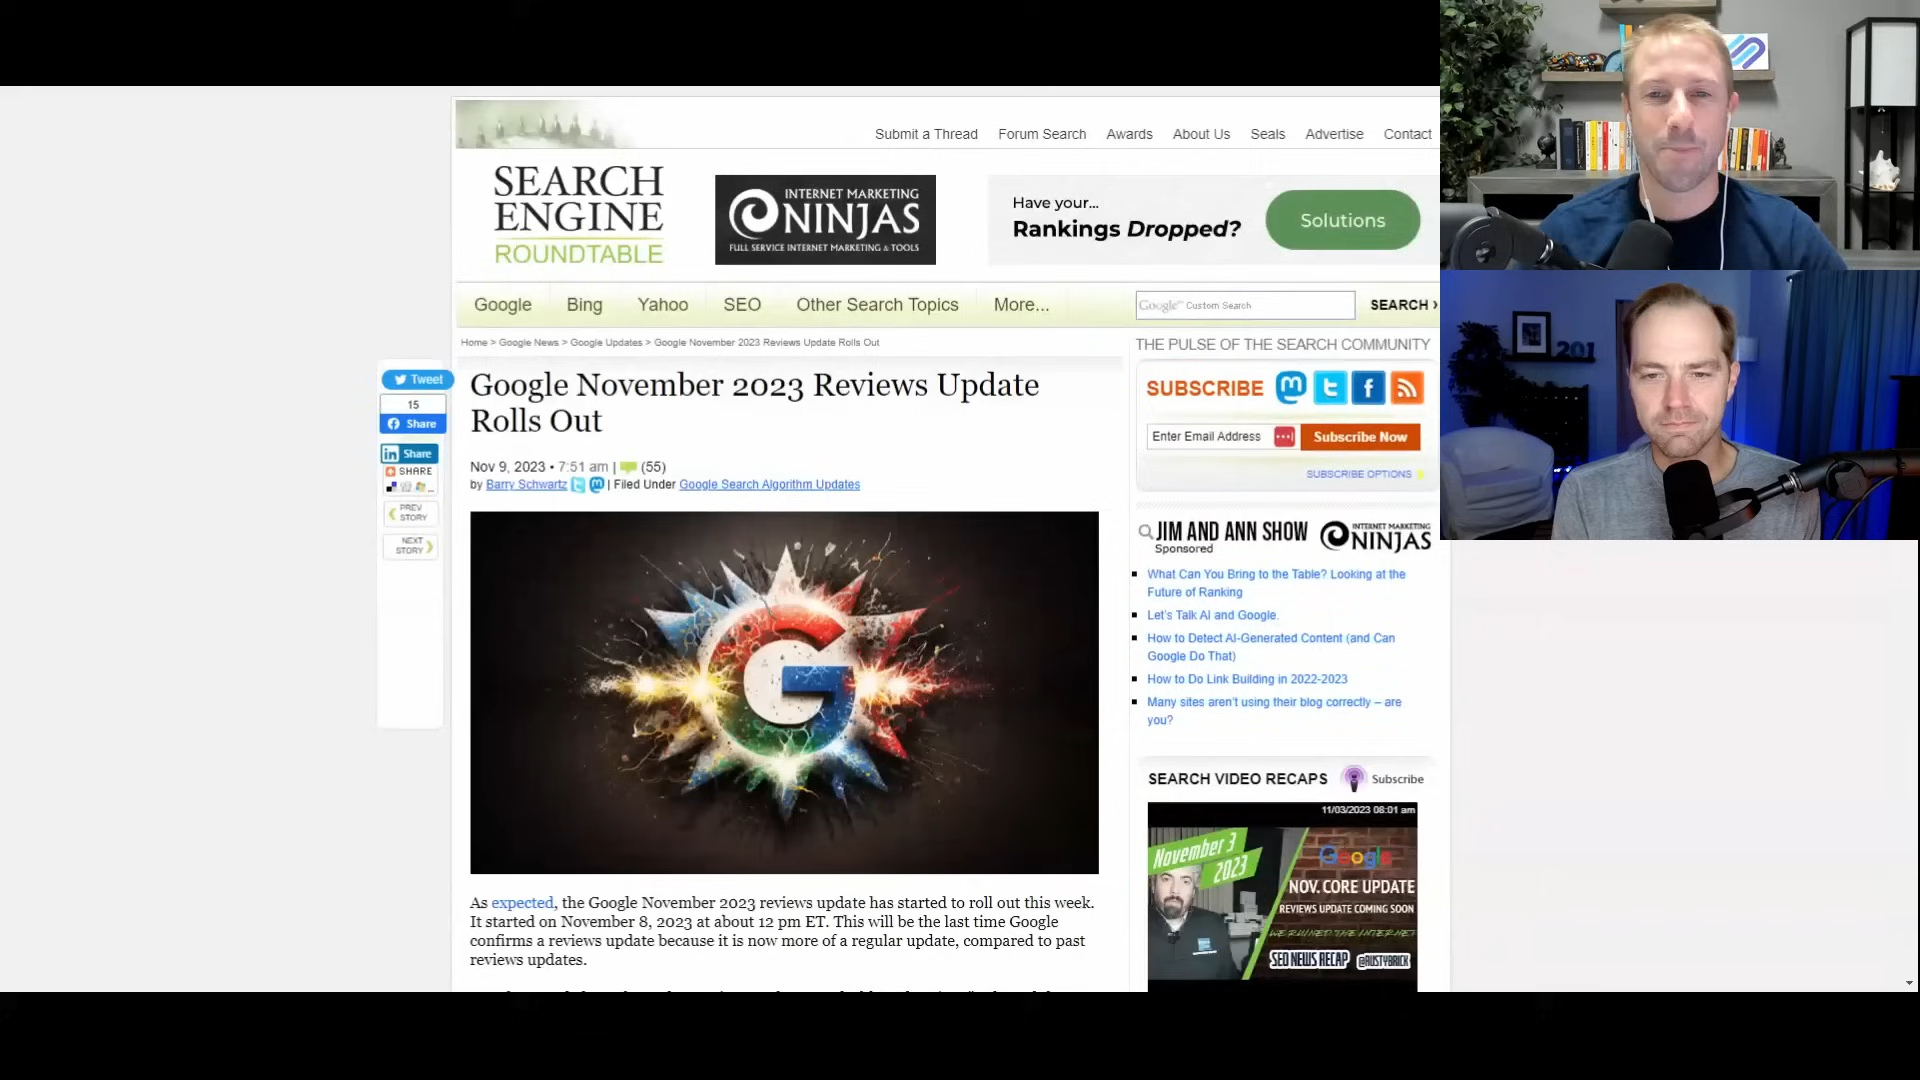 Submit a Thread Forum Search Awards About Us Seals Advertise Contact
SEARCH
ENGINE
ROUNDTABLE
INTERNET MARKETING
NINJAS
FULL SERVICE INTERNET MARKETING & TOOLS
Have your...
Rankings Dropped?
Solutions
Google Bing Yahoo SEO Other Search Topics More...
Google™ Custom Search
SEARCH ›
Home > Google News > Google Updates > Google November 2023 Reviews Update Rolls Out
Tweet
15
Share
Share
SHARE
PREV
STORY
NEXT
STORY
Google November 2023 Reviews Update
Rolls Out
Nov 9, 2023 • 7:51 am | (55)
by Barry Schwartz | Filed Under Google Search Algorithm Updates
G
As expected, the Google November 2023 reviews update has started to roll out this week.
It started on November 8, 2023 at about 12 pm ET. This will be the last time Google
confirms a reviews update because it is now more of a regular update, compared to past
reviews updates.
THE PULSE OF THE SEARCH COMMUNITY
SUBSCRIBE
Enter Email Address
Subscribe Now
SUBSCRIBE OPTIONS
JIM AND ANN SHOW
Sponsored
INTERNET MARKETING
NINJAS
What Can You Bring to the Table? Looking at the
Future of Ranking
Let's Talk AI and Google.
How to Detect AI-Generated Content (and Can
Google Do That)
How to Do Link Building in 2022-2023
Many sites aren't using their blog correctly – are
you?
SEARCH VIDEO RECAPS
Subscribe
11/03/2023 08:01 am
November 3
2023
Google
NOV. CORE UPDATE
REVIEWS UPDATE COMING SOON
WE RUINED THE INTERNET
SEO NEWS RECAP
@RUSTYBRICK
201